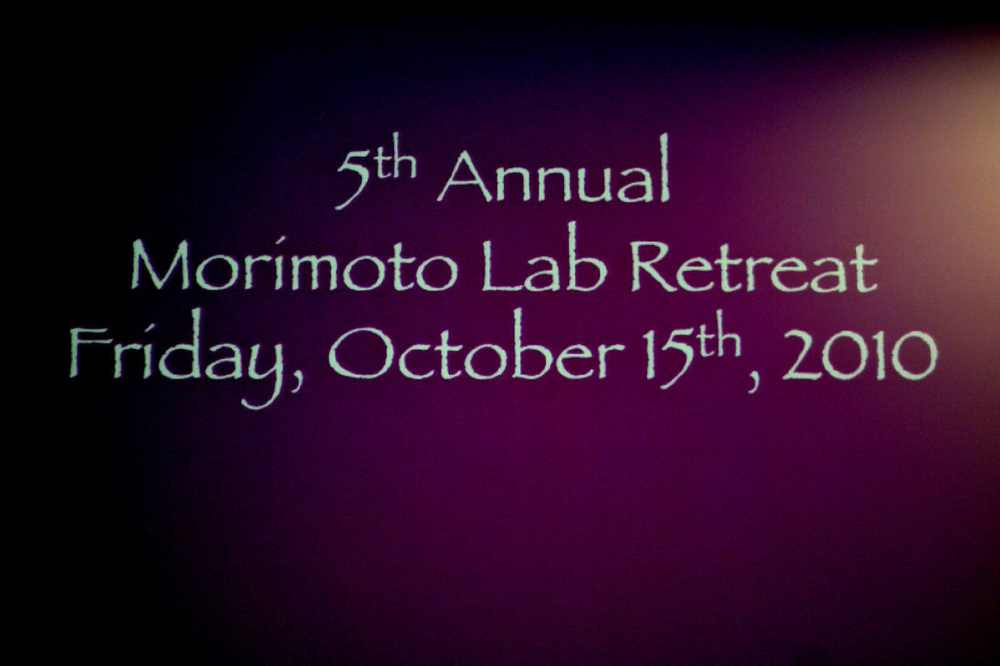 5th Annual
Morimoto Lab Retreat
Friday, October 15th, 2010